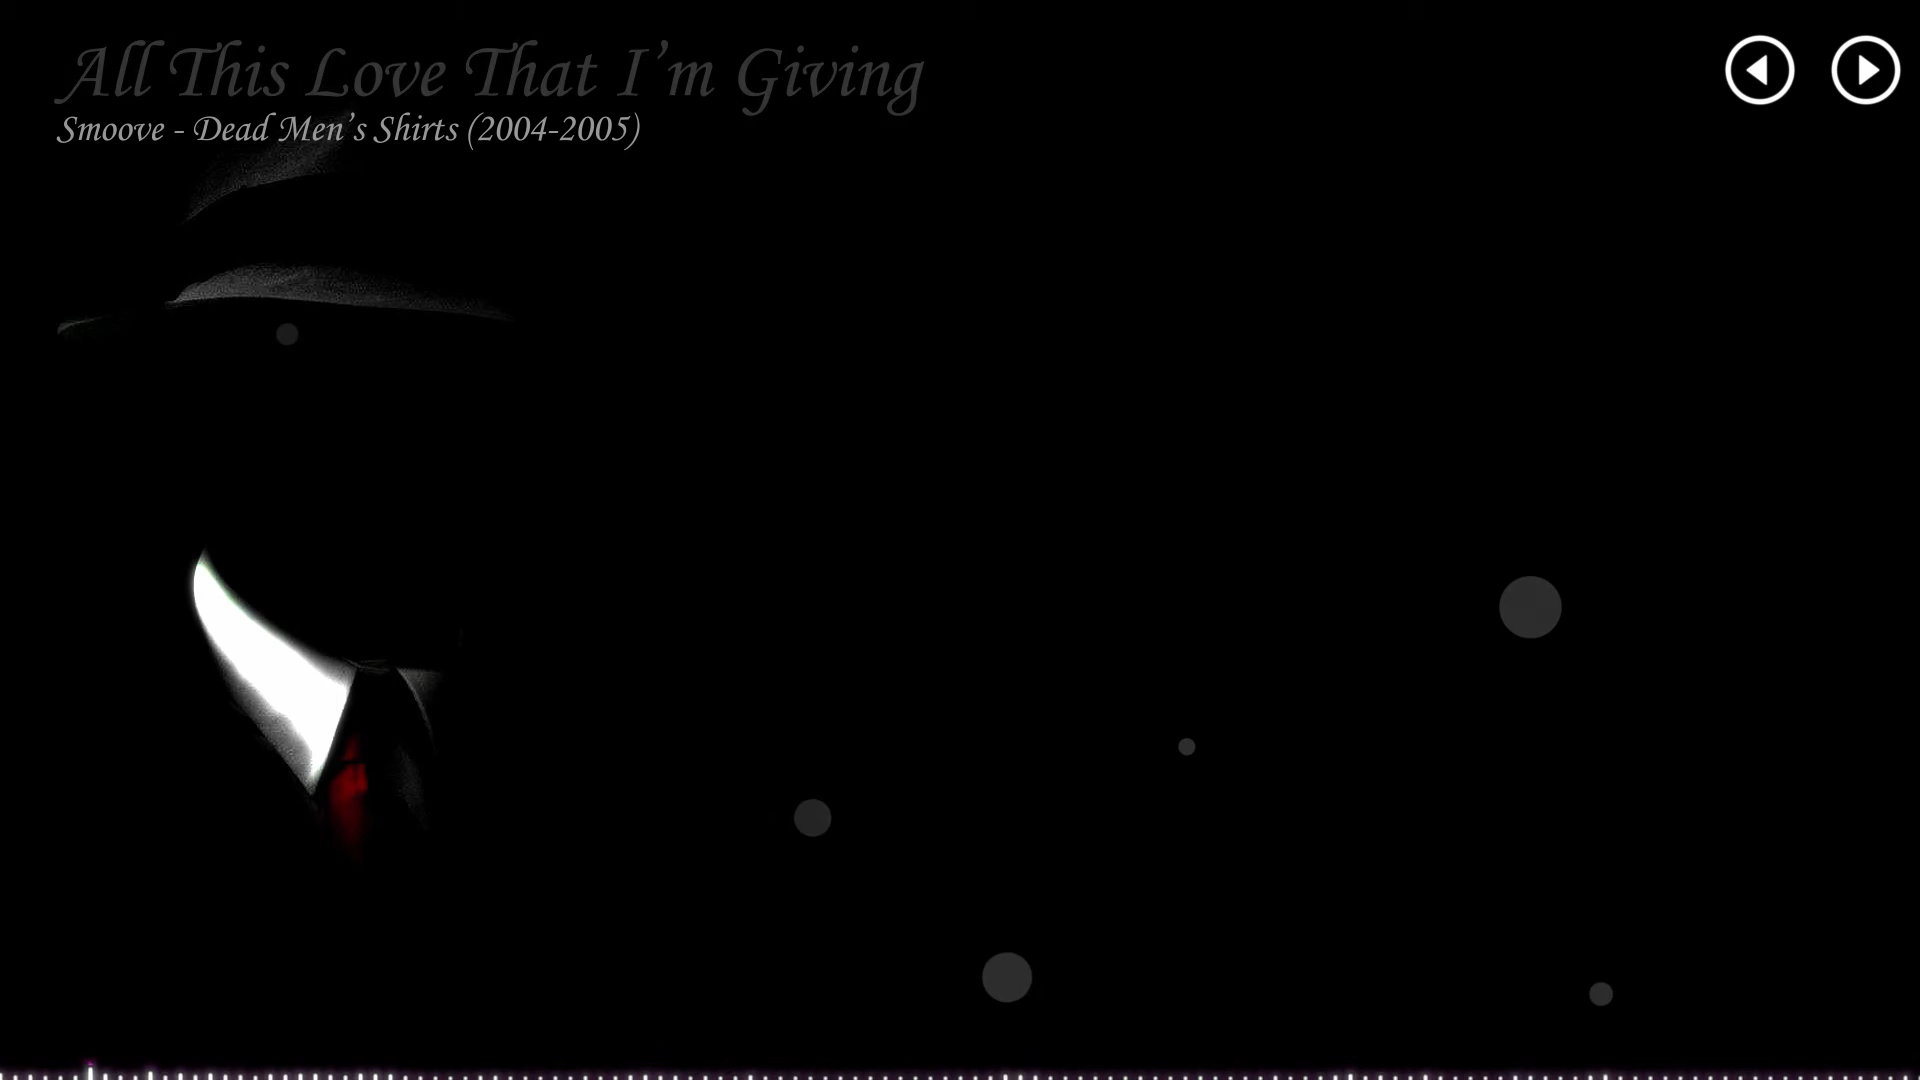 All This Love That I’m Giving
Smoove - Dead Men’s Shirts (2004-2005)